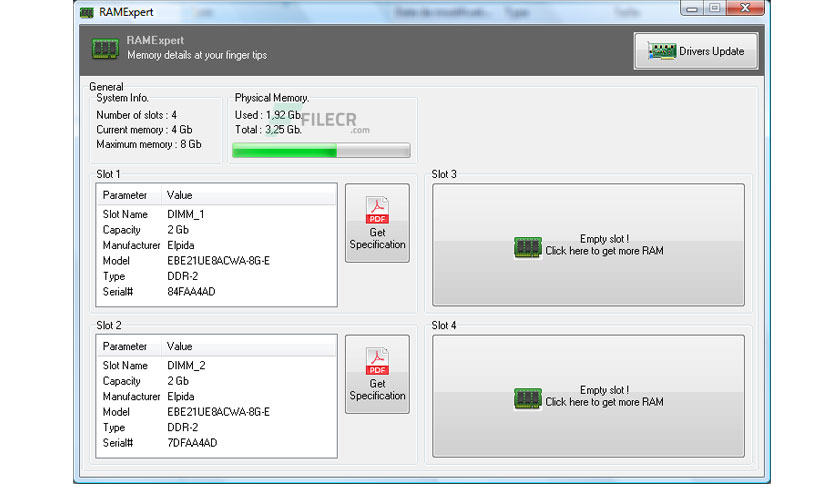 RAMExpert
RAMExpert
Memory details at your finger tips
Drivers Update
General
System Info.
Number of slots : 4
Current memory : 4 Gb
Maximum memory : 8 Gb
Physical Memory.
Used : 1,92 Gb.
Total : 3,25 Gb.
FILECR
.com
Slot 1
Parameter Value
Slot Name DIMM_1
Capacity 2 Gb
Manufacturer Elpida
Model EBE21UE8ACWA-8G-E
Type DDR-2
Serial# 84FAA4AD
PDF
Get
Specification
Slot 3
Empty slot !
Click here to get more RAM
Slot 2
Parameter Value
Slot Name DIMM_2
Capacity 2 Gb
Manufacturer Elpida
Model EBE21UE8ACWA-8G-E
Type DDR-2
Serial# 7DFAA4AD
PDF
Get
Specification
Slot 4
Empty slot !
Click here to get more RAM